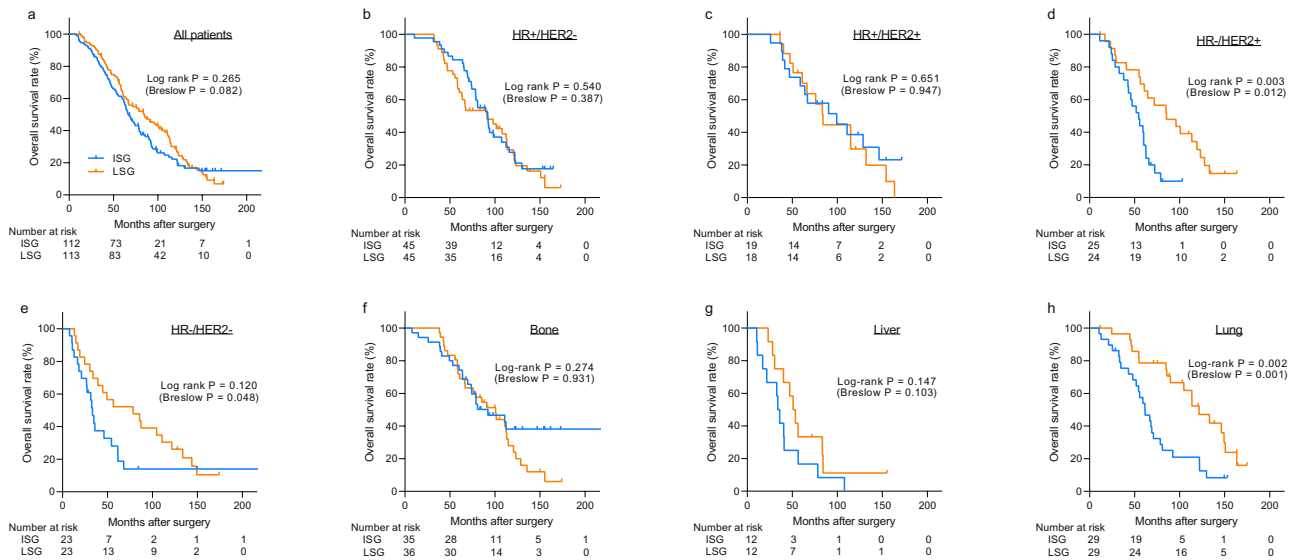 a
All patients
Overall survival rate (%)
100
80
60
40
20
0
Log rank P = 0.265
(Breslow P = 0.082)
ISG
LSG
0 50 100 150 200
Months after surgery
Number at risk
ISG 112 73 21 7 1
LSG 113 83 42 10 0
b
HR+/HER2-
Overall survival rate (%)
100
80
60
40
20
0
Log rank P = 0.540
(Breslow P = 0.387)
0 50 100 150 200
Months after surgery
Number at risk
ISG 45 39 12 4 0
LSG 45 35 16 4 0
c
HR+/HER2+
Overall survival rate (%)
100
80
60
40
20
0
Log rank P = 0.651
(Breslow P = 0.947)
0 50 100 150 200
Months after surgery
Number at risk
ISG 19 14 7 2 0
LSG 18 14 6 2 0
d
HR-/HER2+
Overall survival rate (%)
100
80
60
40
20
0
Log rank P = 0.003
(Breslow P = 0.012)
0 50 100 150 200
Months after surgery
Number at risk
ISG 25 13 1 0 0
LSG 24 19 10 2 0
e
HR-/HER2-
Overall survival rate (%)
100
80
60
40
20
0
Log rank P = 0.120
(Breslow P = 0.048)
0 50 100 150 200
Months after surgery
Number at risk
ISG 23 7 2 1 1
LSG 23 13 9 2 0
f
Bone
Overall survival rate (%)
100
80
60
40
20
0
Log-rank P = 0.274
(Breslow P = 0.931)
0 50 100 150 200
Months after surgery
Number at risk
ISG 35 28 11 5 1
LSG 36 30 14 3 0
g
Liver
Overall survival rate (%)
100
80
60
40
20
0
Log-rank P = 0.147
(Breslow P = 0.103)
0 50 100 150 200
Months after surgery
Number at risk
ISG 12 3 1 0 0
LSG 12 7 1 1 0
h
Lung
Overall survival rate (%)
100
80
60
40
20
0
Log-rank P = 0.002
(Breslow P = 0.001)
0 50 100 150 200
Months after surgery
Number at risk
ISG 29 19 5 1 0
LSG 29 24 16 5 0